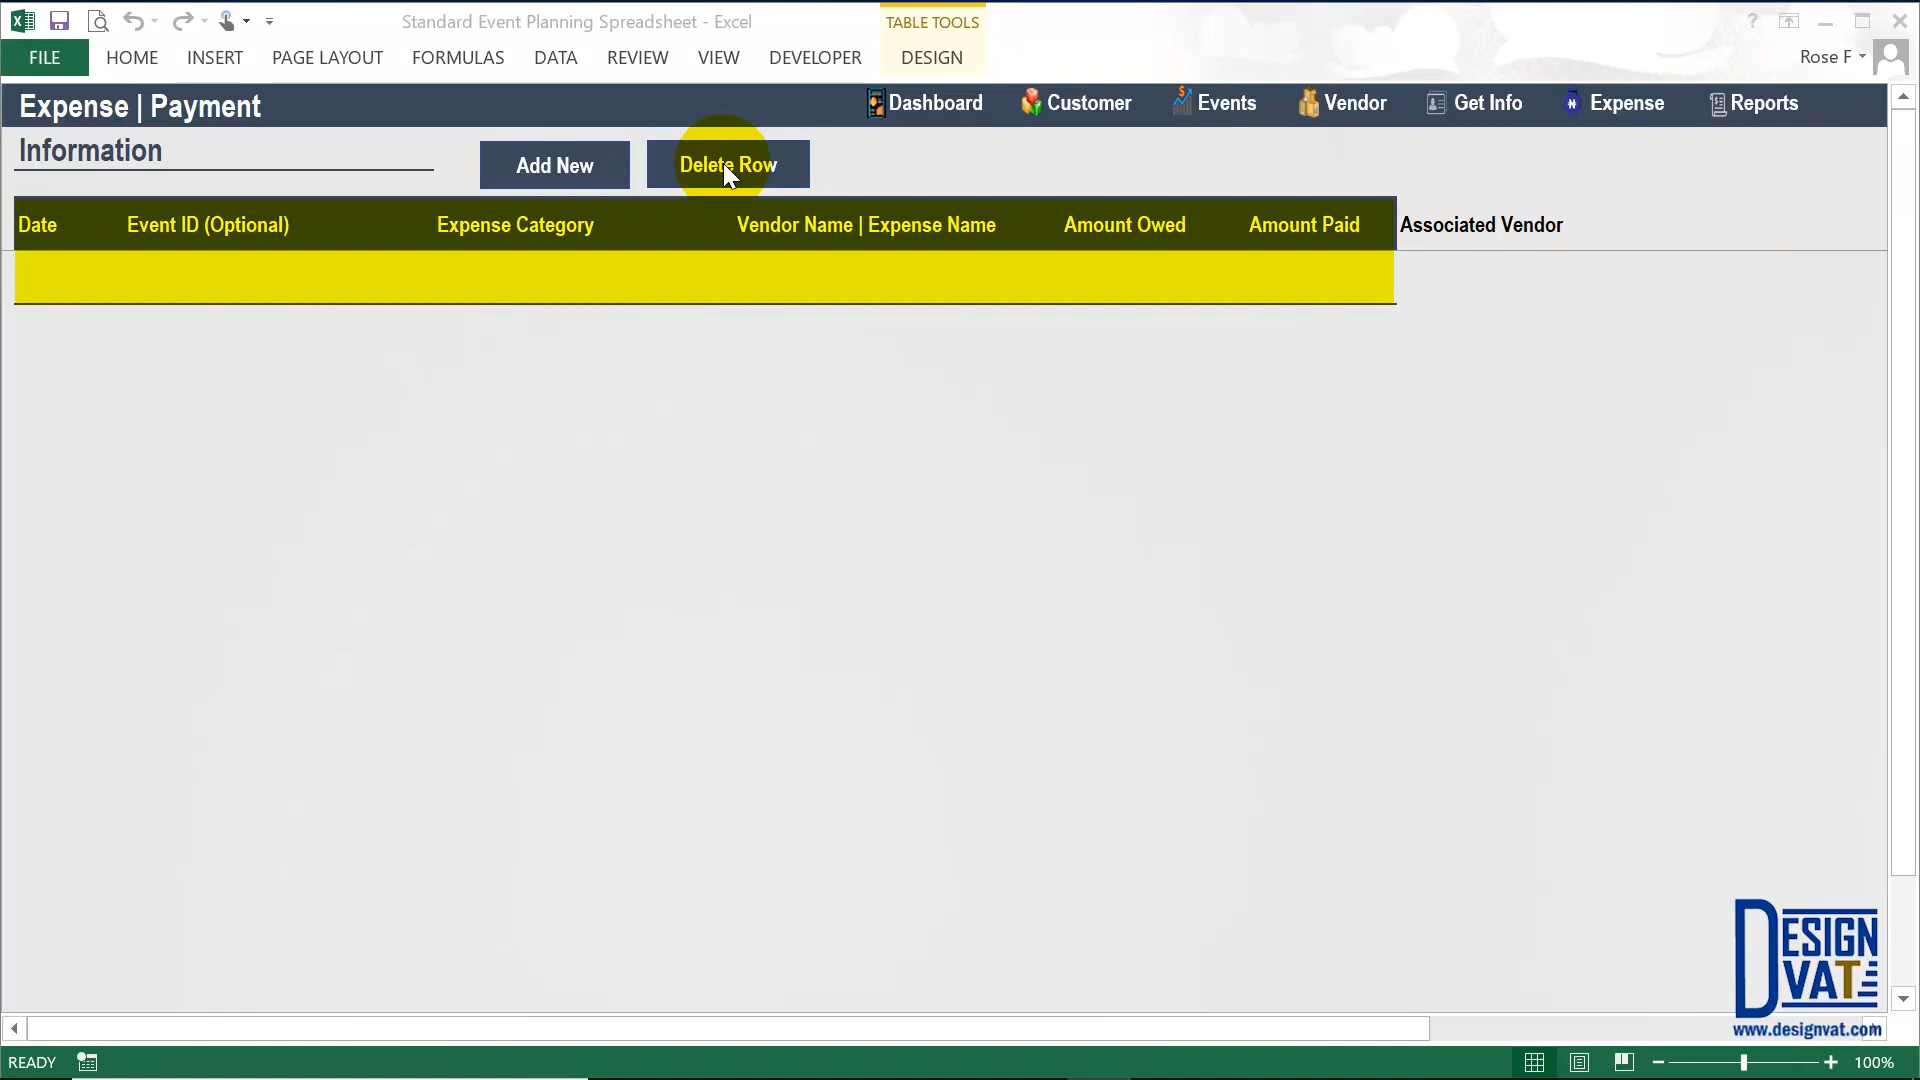 Standard Event Planning Spreadsheet - Excel
TABLE TOOLS
?
FILE HOME INSERT PAGE LAYOUT FORMULAS DATA REVIEW VIEW DEVELOPER DESIGN
Rose F
Expense | Payment
Dashboard Customer Events Vendor Get Info Expense Reports
Information
Add New Delete Row
Date Event ID (Optional) Expense Category Vendor Name | Expense Name Amount Owed Amount Paid Associated Vendor
DESIGN
VAT
www.designvat.com
READY
100%